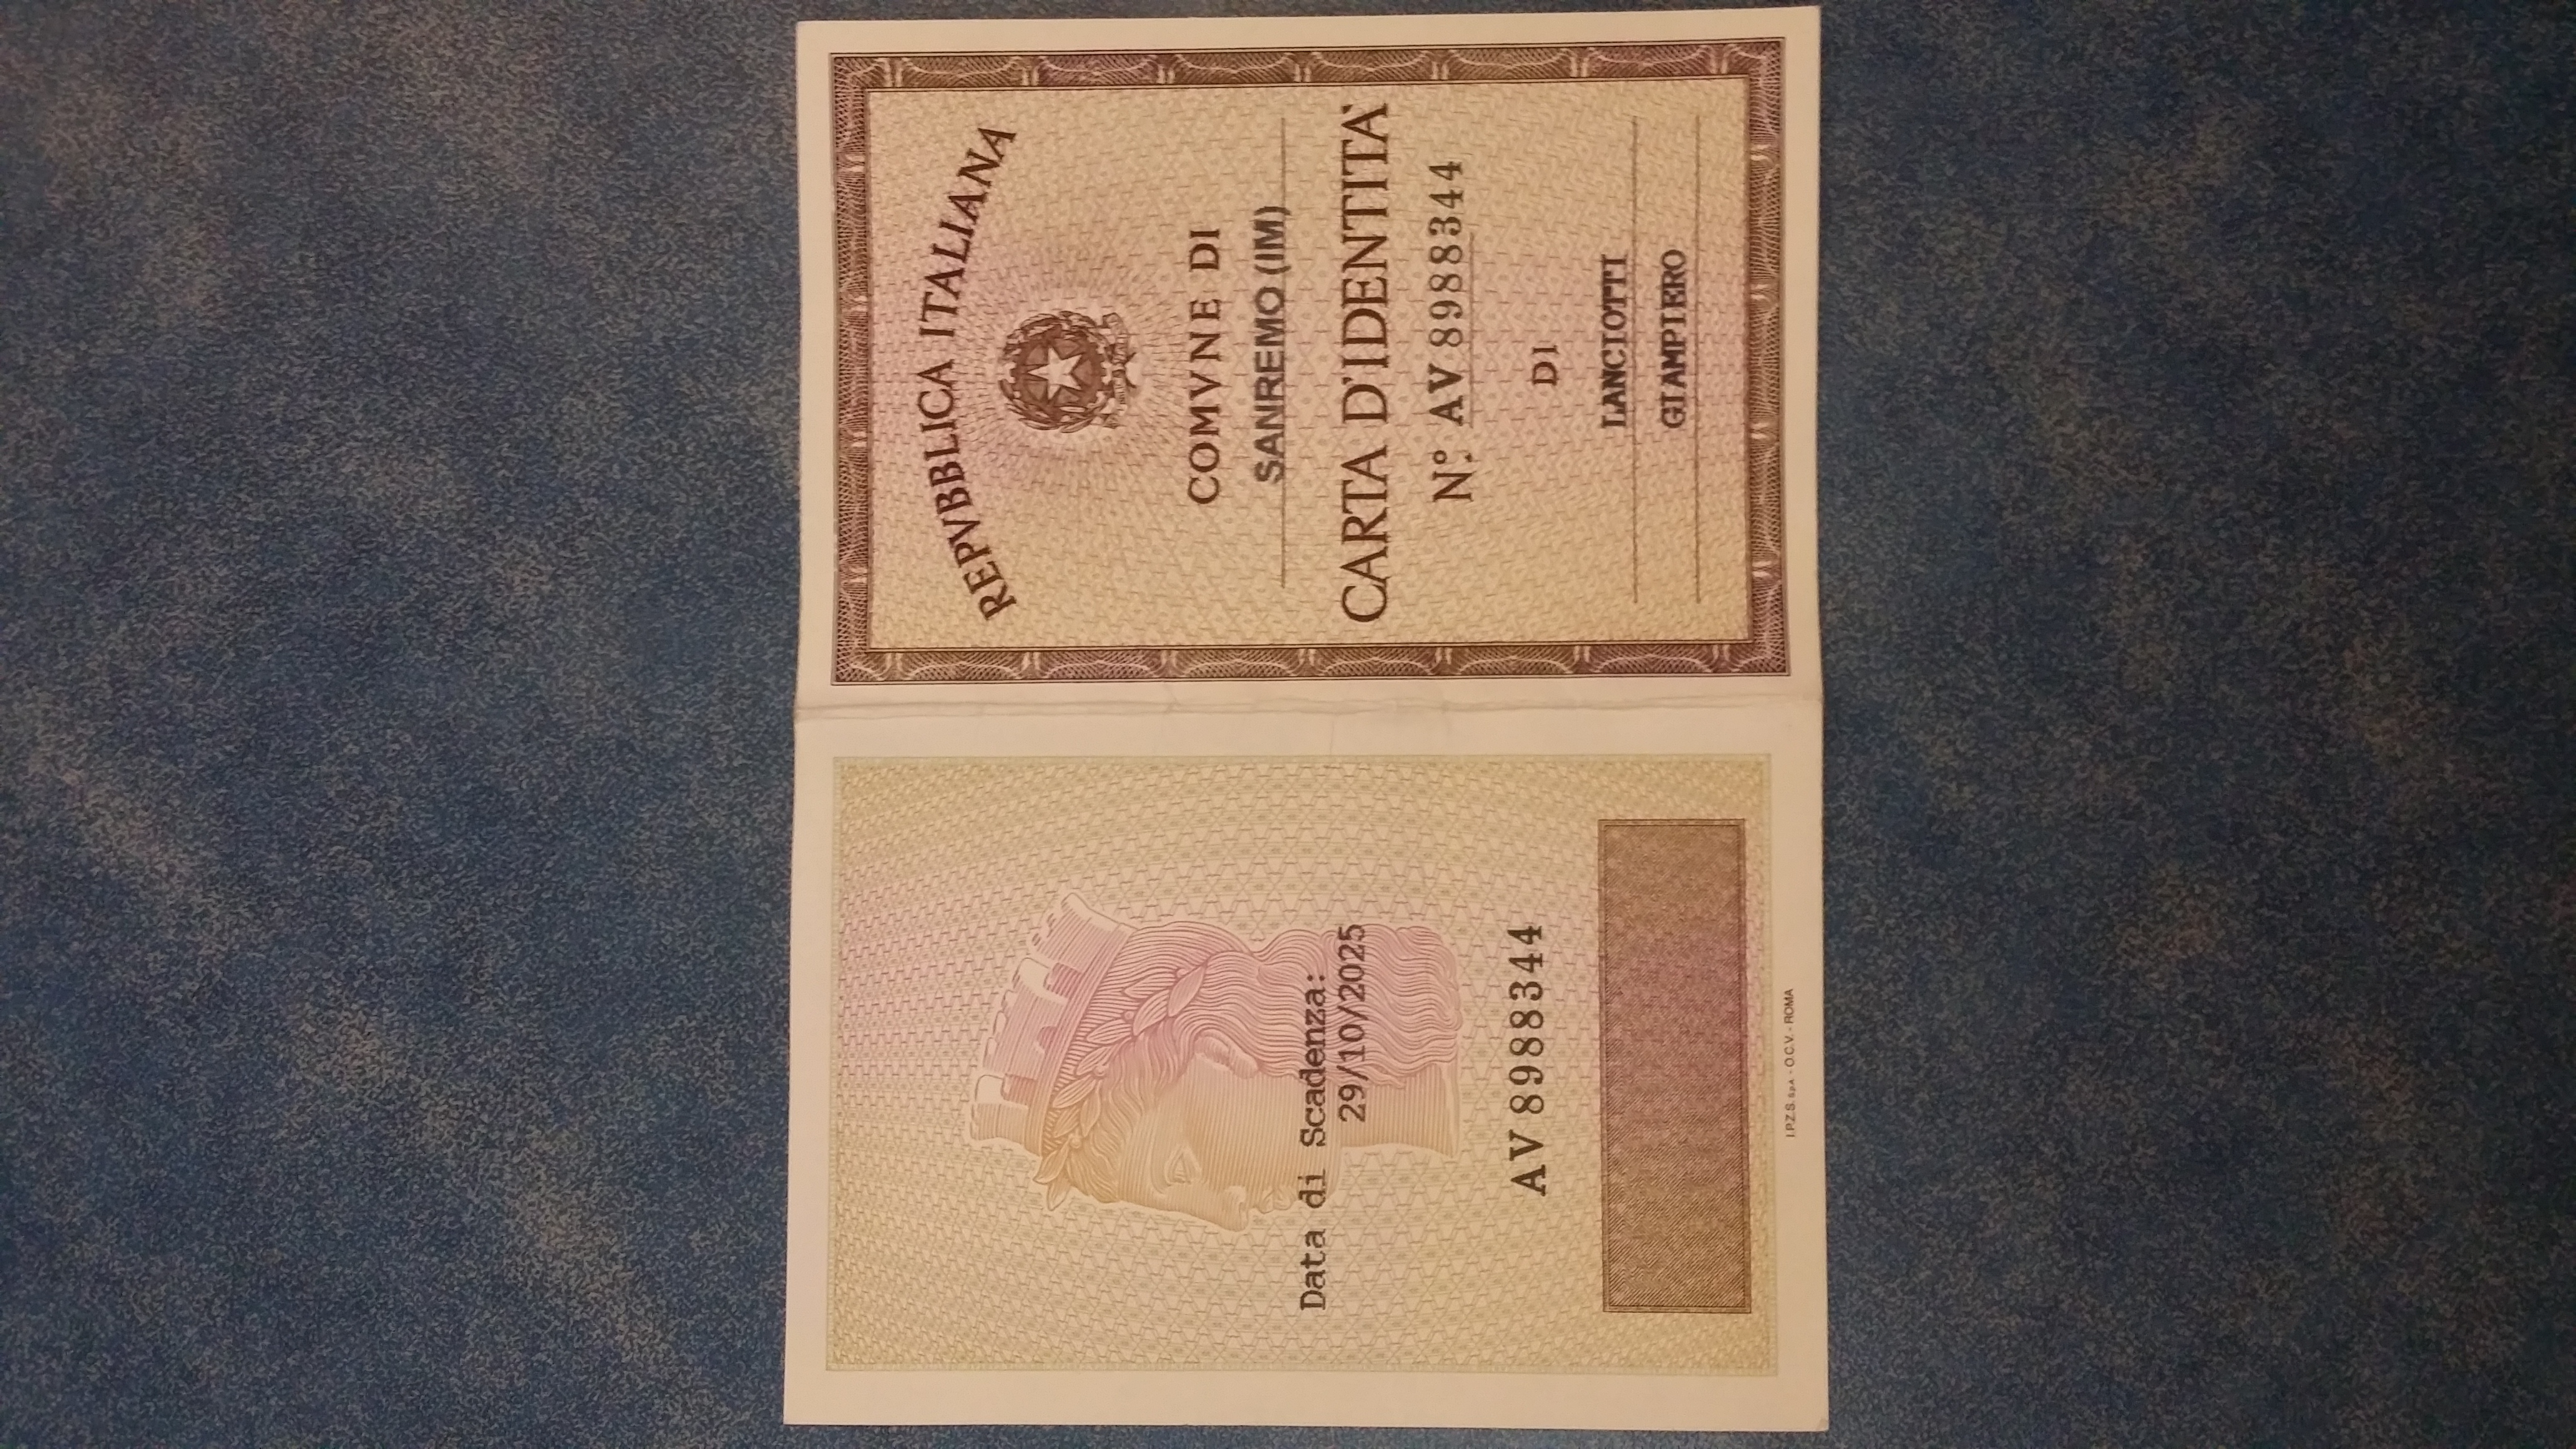 REPVBBLICA ITALIANA
COMVNE DI
SANREMO (IM)
CARTA D'IDENTITA'
N°. AV 8988344
DI
LANCIOTTI
GIAMPIERO
Data di Scadenza:
29/10/2025
AV 8988344
I.P.Z.S. S.p.A. - O.C.V. - ROMA